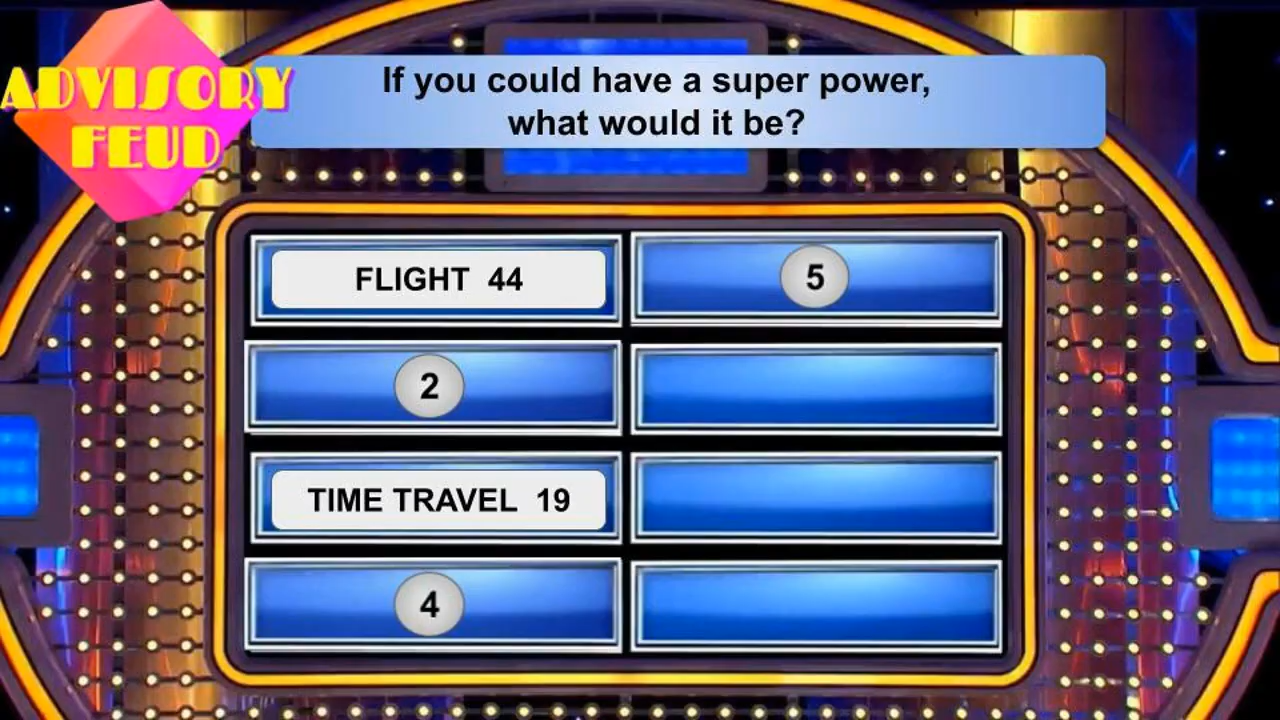 ADVISORY
FEUD
If you could have a super power,
what would it be?
FLIGHT 44
5
2
TIME TRAVEL 19
4